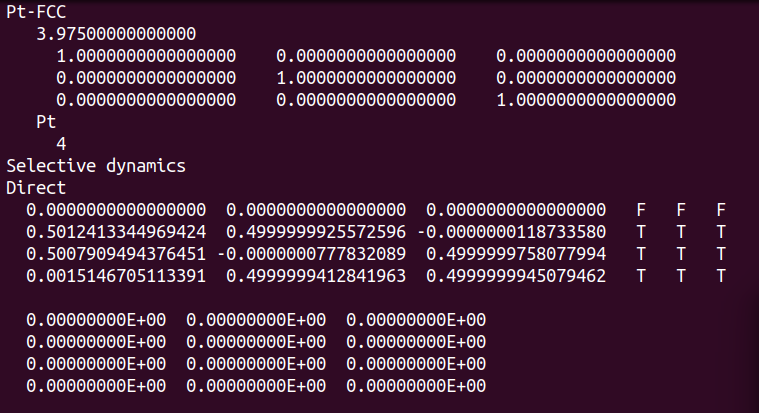 Pt-FCC
3.97500000000000
1.0000000000000000 0.0000000000000000 0.0000000000000000
0.0000000000000000 1.0000000000000000 0.0000000000000000
0.0000000000000000 0.0000000000000000 1.0000000000000000
Pt
4
Selective dynamics
Direct
0.0000000000000000 0.0000000000000000 0.0000000000000000 F F F
0.5012413344969424 0.4999999925572596 -0.0000000118733580 T T T
0.5007909494376451 -0.0000000777832089 0.4999999758077994 T T T
0.0015146705113391 0.4999999412841963 0.4999999945079462 T T T
0.00000000E+00 0.00000000E+00 0.00000000E+00
0.00000000E+00 0.00000000E+00 0.00000000E+00
0.00000000E+00 0.00000000E+00 0.00000000E+00
0.00000000E+00 0.00000000E+00 0.00000000E+00